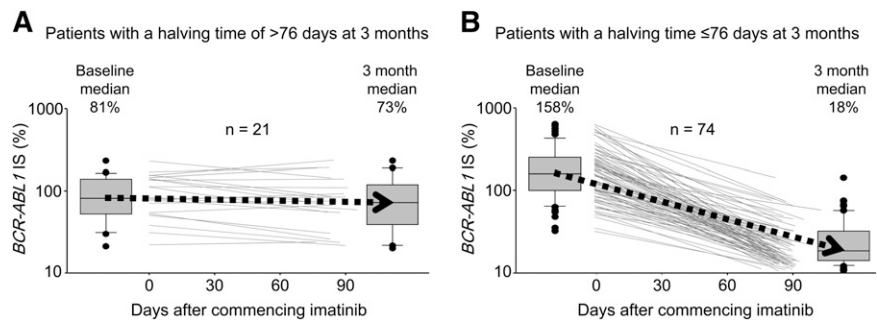 A
Patients with a halving time of >76 days at 3 months
Baseline
median
81%
3 month
median
73%
n = 21
1000
100
10
BCR-ABL1 IS (%)
0 30 60 90
Days after commencing imatinib
B
Patients with a halving time ≤76 days at 3 months
Baseline
median
158%
3 month
median
18%
n = 74
1000
100
10
BCR-ABL1 IS (%)
0 30 60 90
Days after commencing imatinib